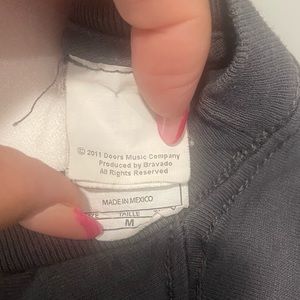 © 2011 Doors Music Company
Produced by Bravado
All Rights Reserved
MADE IN MEXICO
TAILLE
M